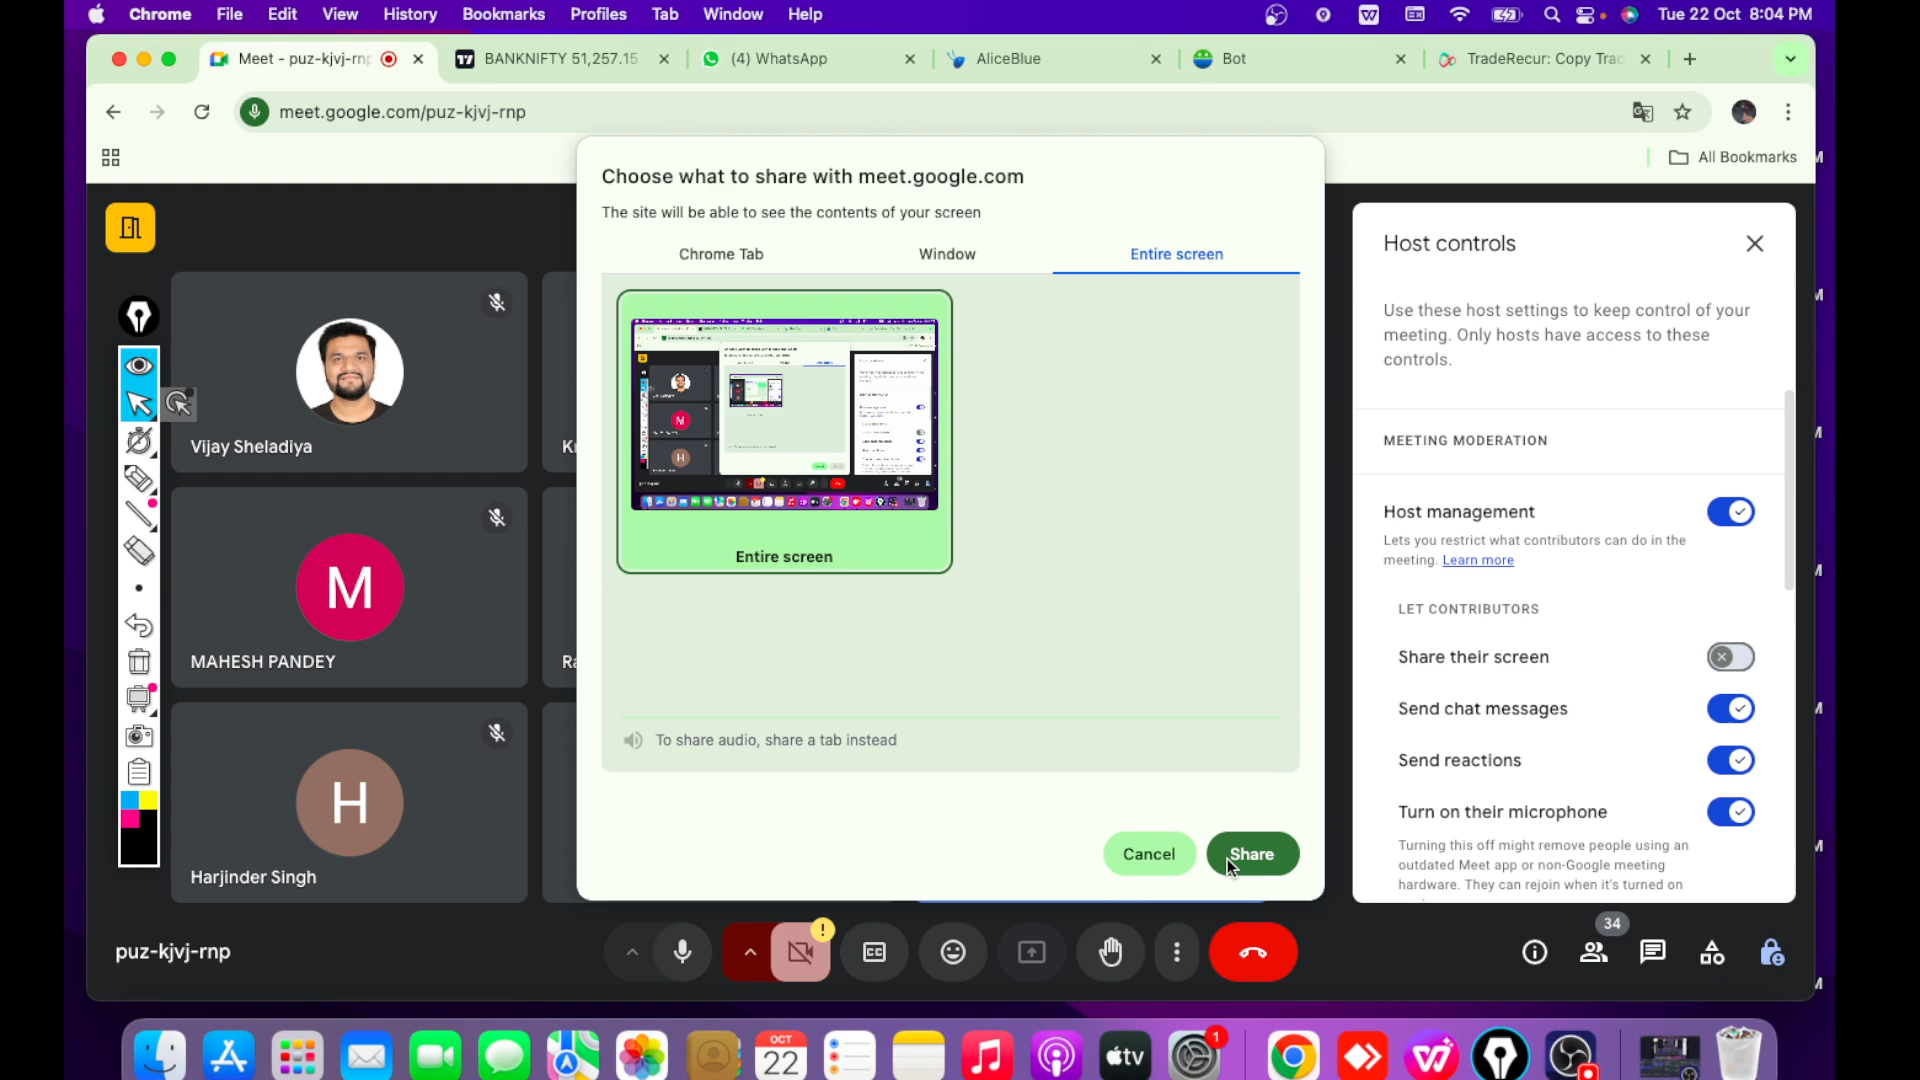 Chrome File Edit View History Bookmarks Profiles Tab Window Help Tue 22 Oct 8:04 PM
Meet - puz-kjvj-rnp BANKNIFTY 51,257.15 (4) WhatsApp AliceBlue Bot TradeRecur: Copy Trad
meet.google.com/puz-kjvj-rnp
All Bookmarks
Choose what to share with meet.google.com
The site will be able to see the contents of your screen
Chrome Tab Window Entire screen
Entire screen
To share audio, share a tab instead
Cancel Share
Vijay Sheladiya
M
MAHESH PANDEY
H
Harjinder Singh
Host controls
Use these host settings to keep control of your
meeting. Only hosts have access to these
controls.
MEETING MODERATION
Host management
Lets you restrict what contributors can do in the
meeting. Learn more
LET CONTRIBUTORS
Share their screen
Send chat messages
Send reactions
Turn on their microphone
Turning this off might remove people using an
outdated Meet app or non-Google meeting
hardware. They can rejoin when it's turned on
puz-kjvj-rnp
!
CC
34
OCT
22
tv
1